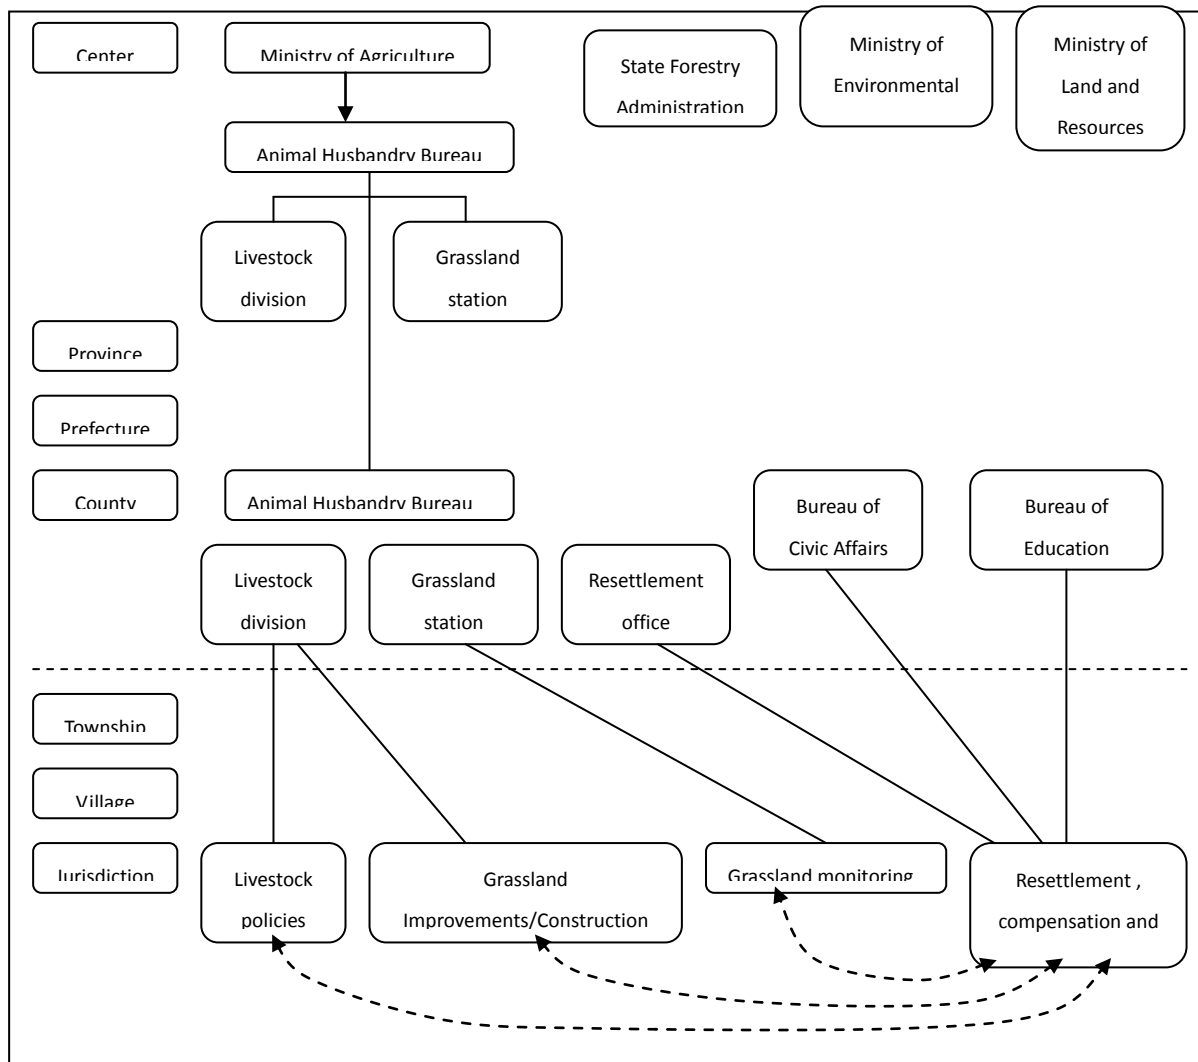 Center
Ministry of Agriculture
State Forestry
Administration
Ministry of
Environmental
Ministry of
Land and
Resources
Animal Husbandry Bureau
Livestock
division
Grassland
station
Province
Prefecture
County
Animal Husbandry Bureau
Bureau of
Civic Affairs
Bureau of
Education
Livestock
division
Grassland
station
Resettlement
office
Township
Village
Jurisdiction
Livestock
policies
Grassland
Improvements/Construction
Grassland monitoring
Resettlement ,
compensation and